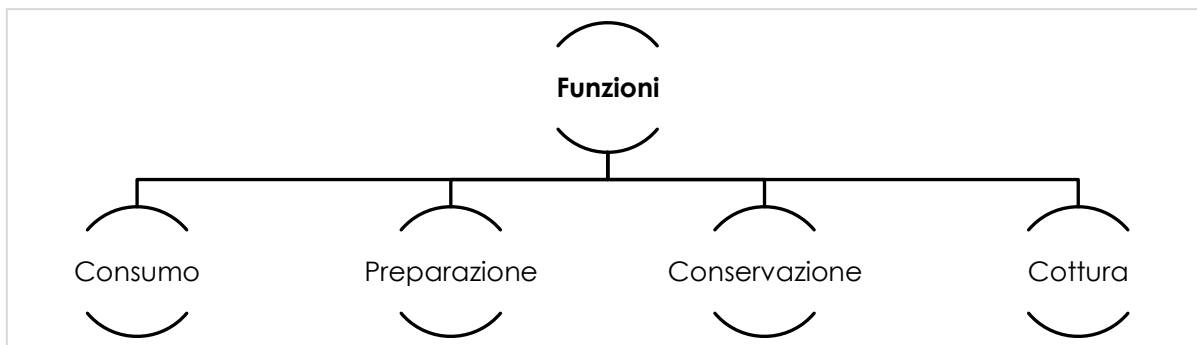 Funzioni
Consumo
Preparazione
Conservazione
Cottura